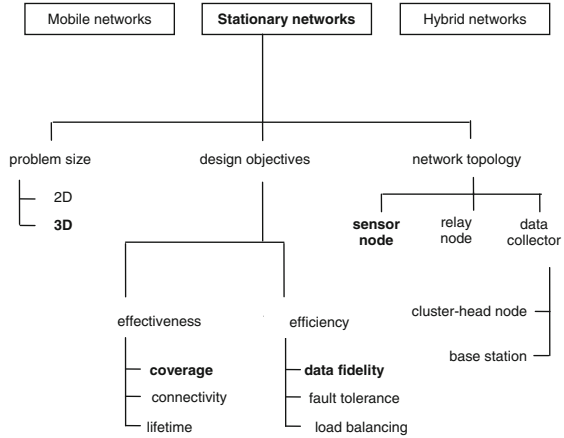 Mobile networks
Stationary networks
Hybrid networks
problem size
design objectives
network topology
2D
3D
sensor
node
relay
node
data
collector
cluster-head node
base station
effectiveness
efficiency
coverage
connectivity
lifetime
data fidelity
fault tolerance
load balancing